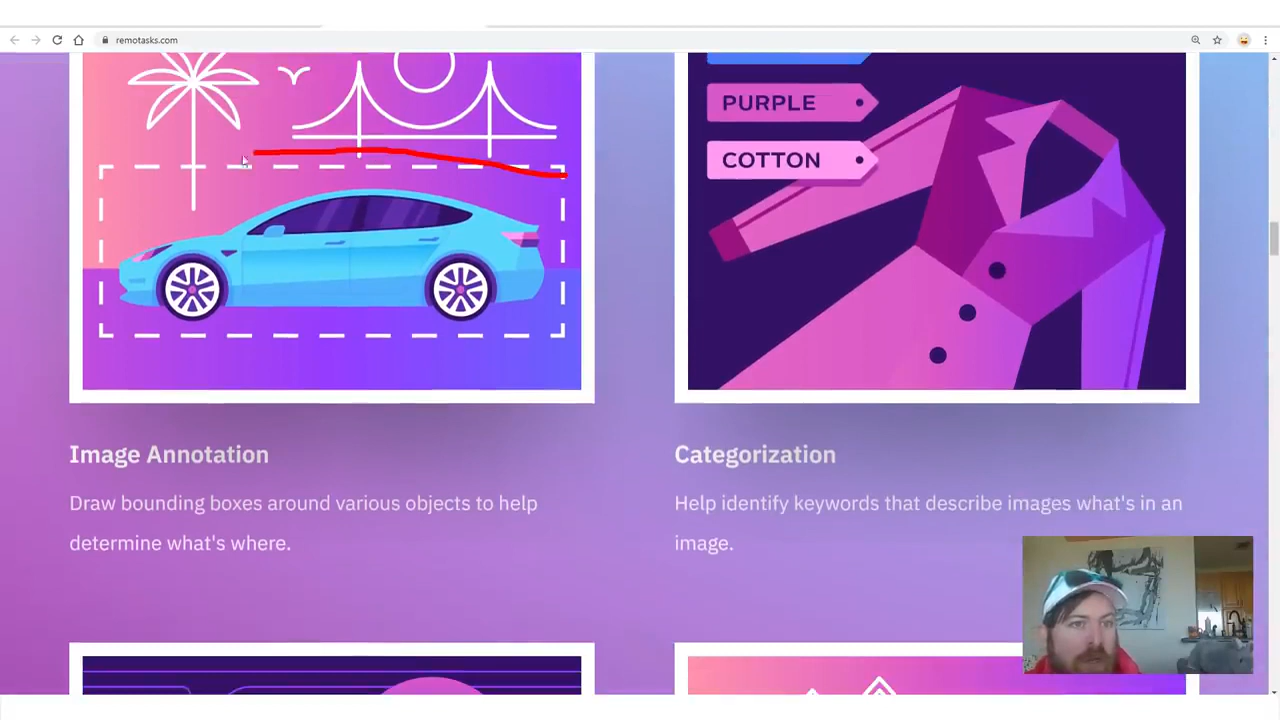 remotasks.com
PURPLE
COTTON
Image Annotation
Draw bounding boxes around various objects to help
determine what's where.
Categorization
Help identify keywords that describe images what's in an
image.